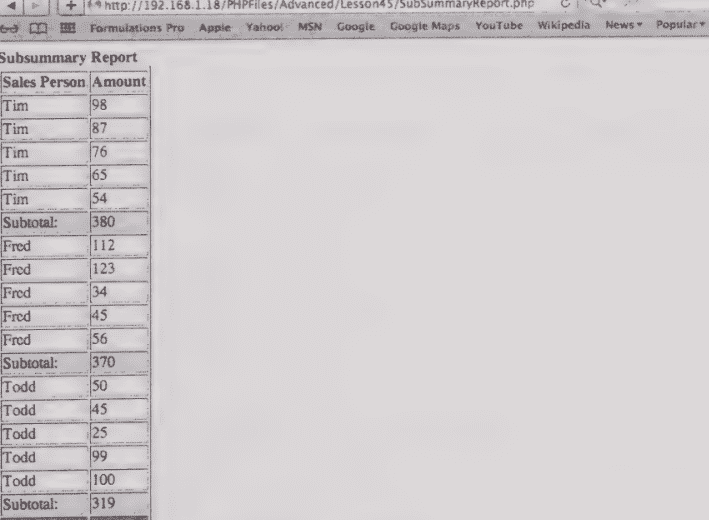 http://192.168.1.18/PHPFiles/Advanced/Lesson45/SubSummaryReport.php
Formulations Pro Apple Yahoo! MSN Google Google Maps YouTube Wikipedia News Popular
Subsummary Report
Sales Person Amount
Tim 98
Tim 87
Tim 76
Tim 65
Tim 54
Subtotal: 380
Fred 112
Fred 123
Fred 34
Fred 45
Fred 56
Subtotal: 370
Todd 50
Todd 45
Todd 25
Todd 99
Todd 100
Subtotal: 319